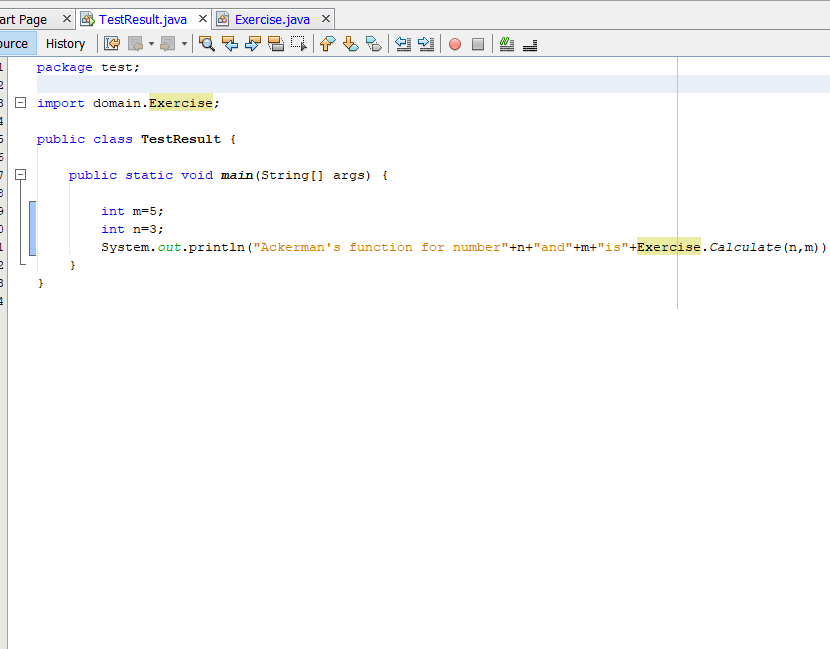 art Page TestResult.java Exercise.java
ource History
1 package test;
2
3 import domain.Exercise;
4
5 public class TestResult {
6
7 public static void main(String[] args) {
8
9 int m=5;
0 int n=3;
1 System.out.println("Ackerman's function for number"+n+"and"+m+"is"+Exercise.Calculate(n,m))
2 }
3 }
4